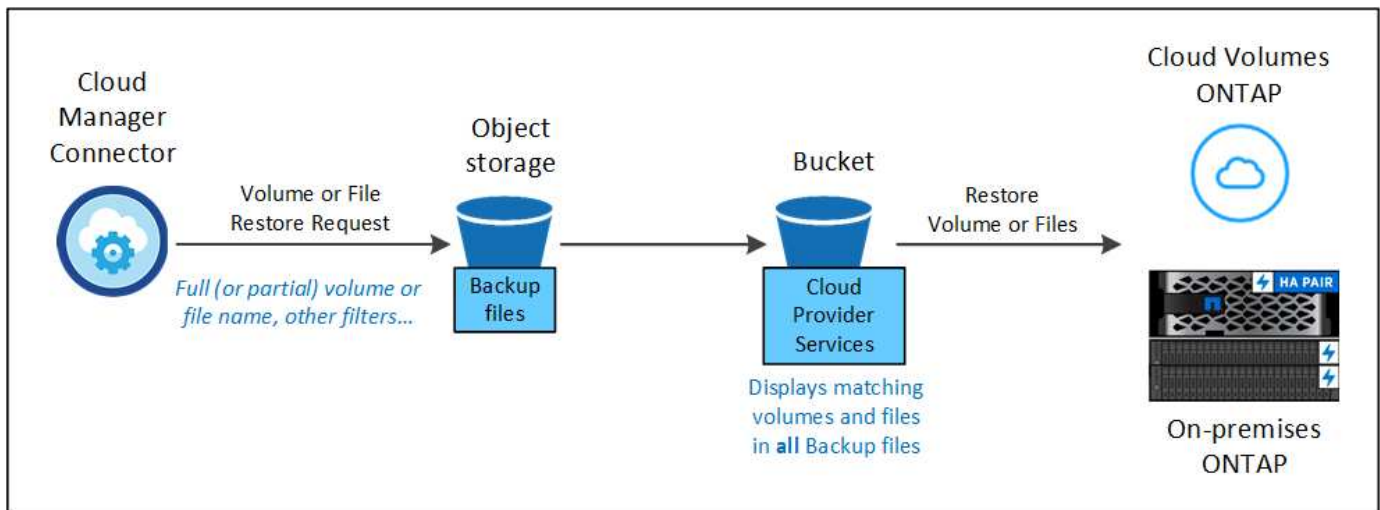 Cloud
Manager
Connector
Volume or File
Restore Request
Full (or partial) volume or
file name, other filters...
Object
storage
Backup
files
Bucket
Cloud
Provider
Services
Displays matching
volumes and files
in all Backup files
Restore
Volume or Files
Cloud Volumes
ONTAP
HA PAIR
On-premises
ONTAP